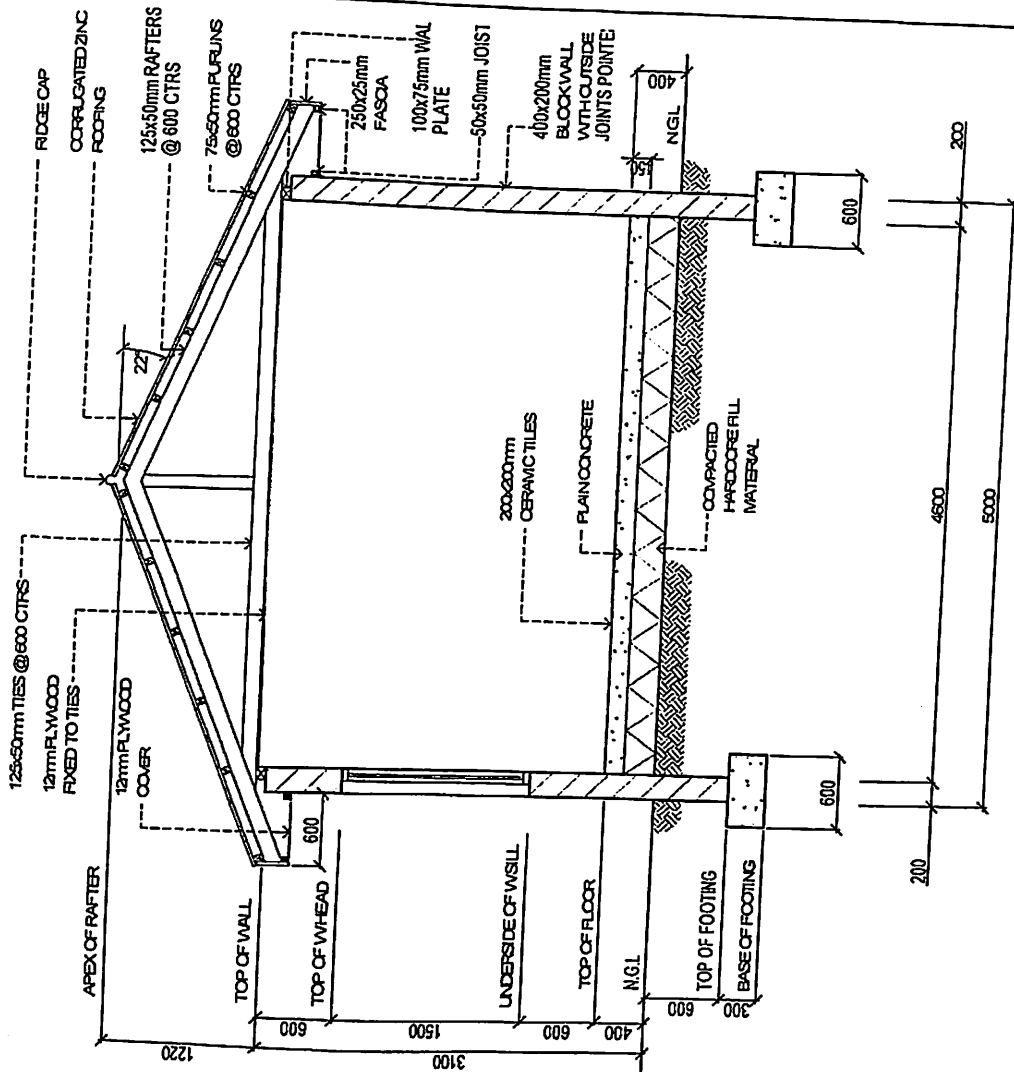 RIDGE CAP
CORRUGATED ZINC
ROOFING
125x50mm RAFTERS
@ 600 CTRS
75x50mm PURLINS
@ 600 CTRS
250x25mm
FASCIA
100x75mm WAL
PLATE
50x50mm JOIST
400x200mm
BLOCK WALL
WITH OUTSIDE
JOINTS POINTE
400
150
N.G.L
22°
125x50mm TIES @ 600 CTRS
12mm PLYWOOD
FIXED TO TIES
12mm PLYWOOD
COVER
600
200x200mm
CERAMIC TILES
PLAIN CONCRETE
COMPACTED
HARDCORE FILL
MATERIAL
APEX OF RAFTER
TOP OF WALL
TOP OF W.HEAD
UNDERSIDE OF W.SILL
TOP OF FLOOR
N.G.L
TOP OF FOOTING
BASE OF FOOTING
1220
3100
600
1500
600
400
600
300
600
600
200
4600
200
5000